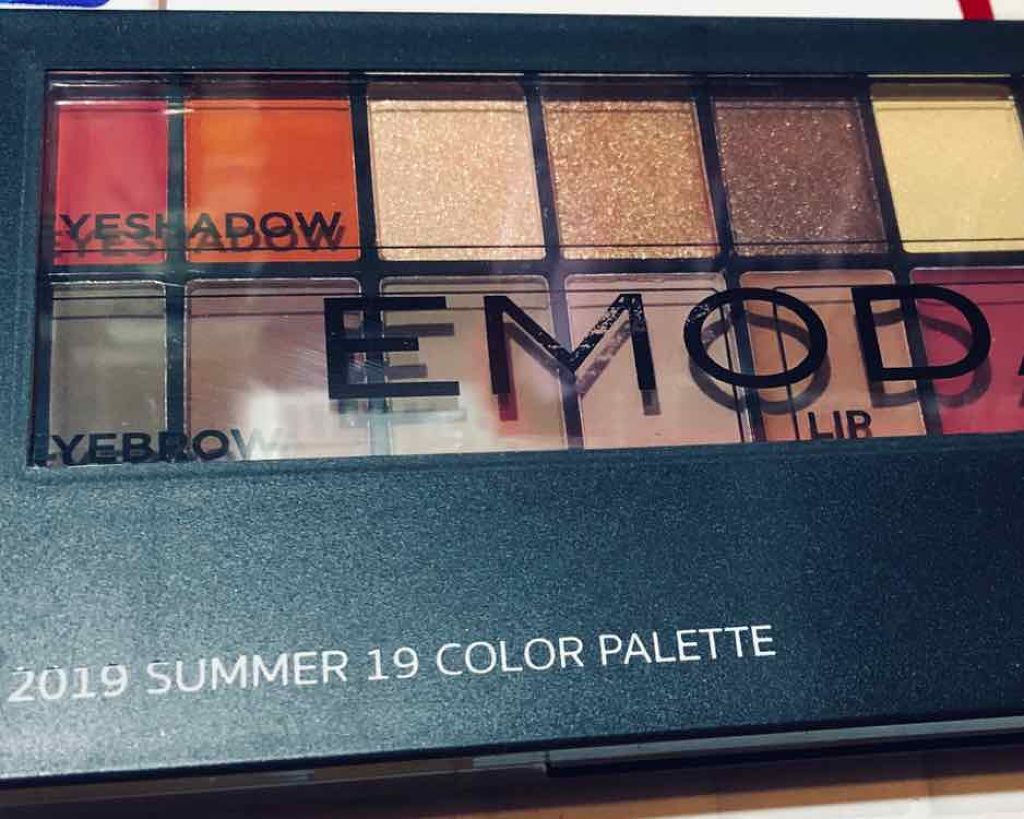 EYESHADOW
EMODA
LIP
EYEBROW
2019 SUMMER 19 COLOR PALETTE